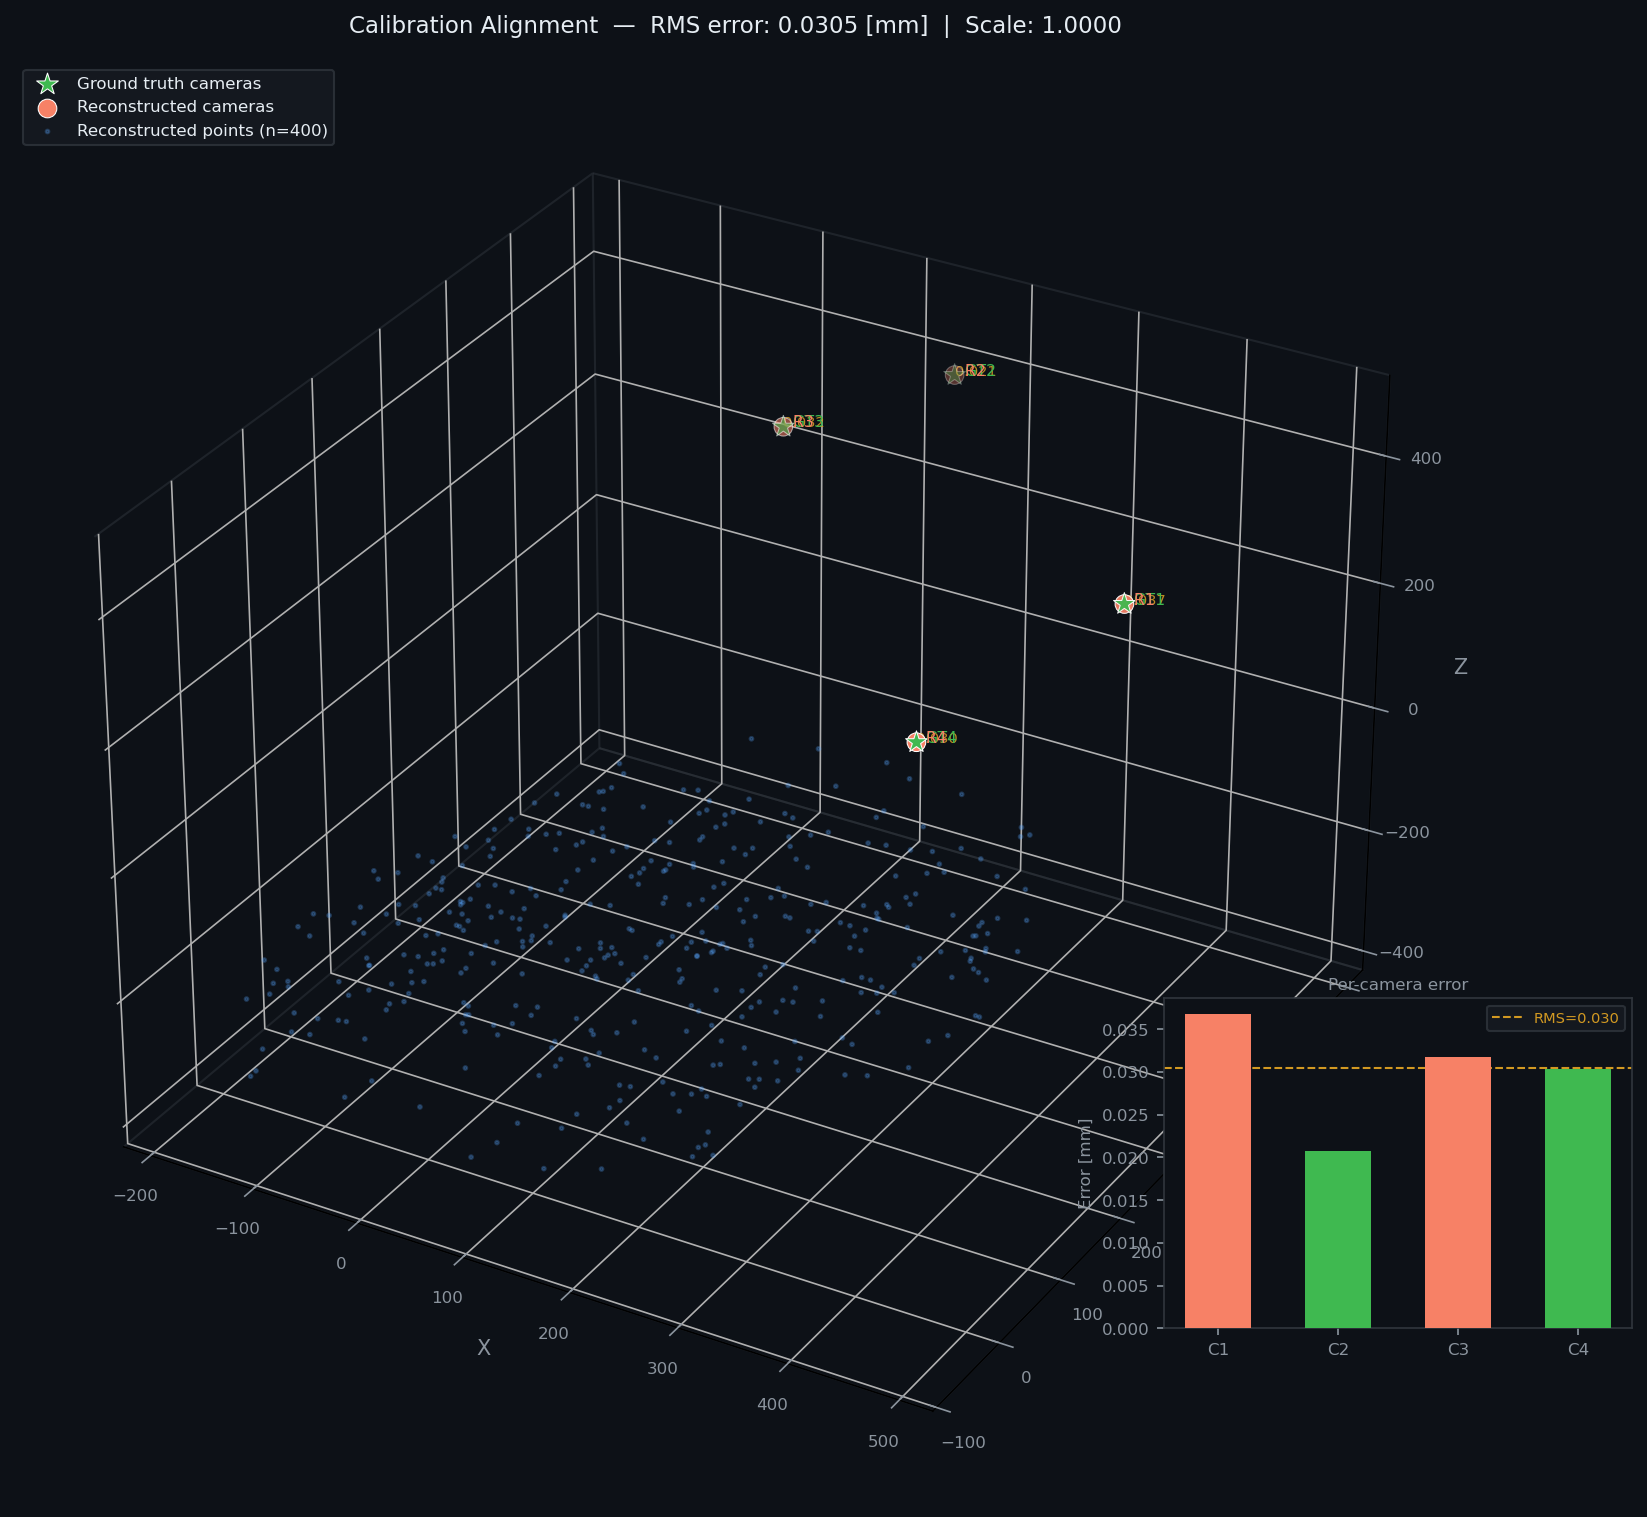 Calibration Alignment — RMS error: 0.0305 [mm] | Scale: 1.0000
Ground truth cameras
Reconstructed cameras
Reconstructed points (n=400)
400
200
0
−200
−400
Z
−200
−100
0
100
200
300
400
500
X
−100
0
100
200
Per-camera error
RMS=0.030
Error [mm]
0.035
0.030
0.025
0.020
0.015
0.010
0.005
0.000
C1
C2
C3
C4